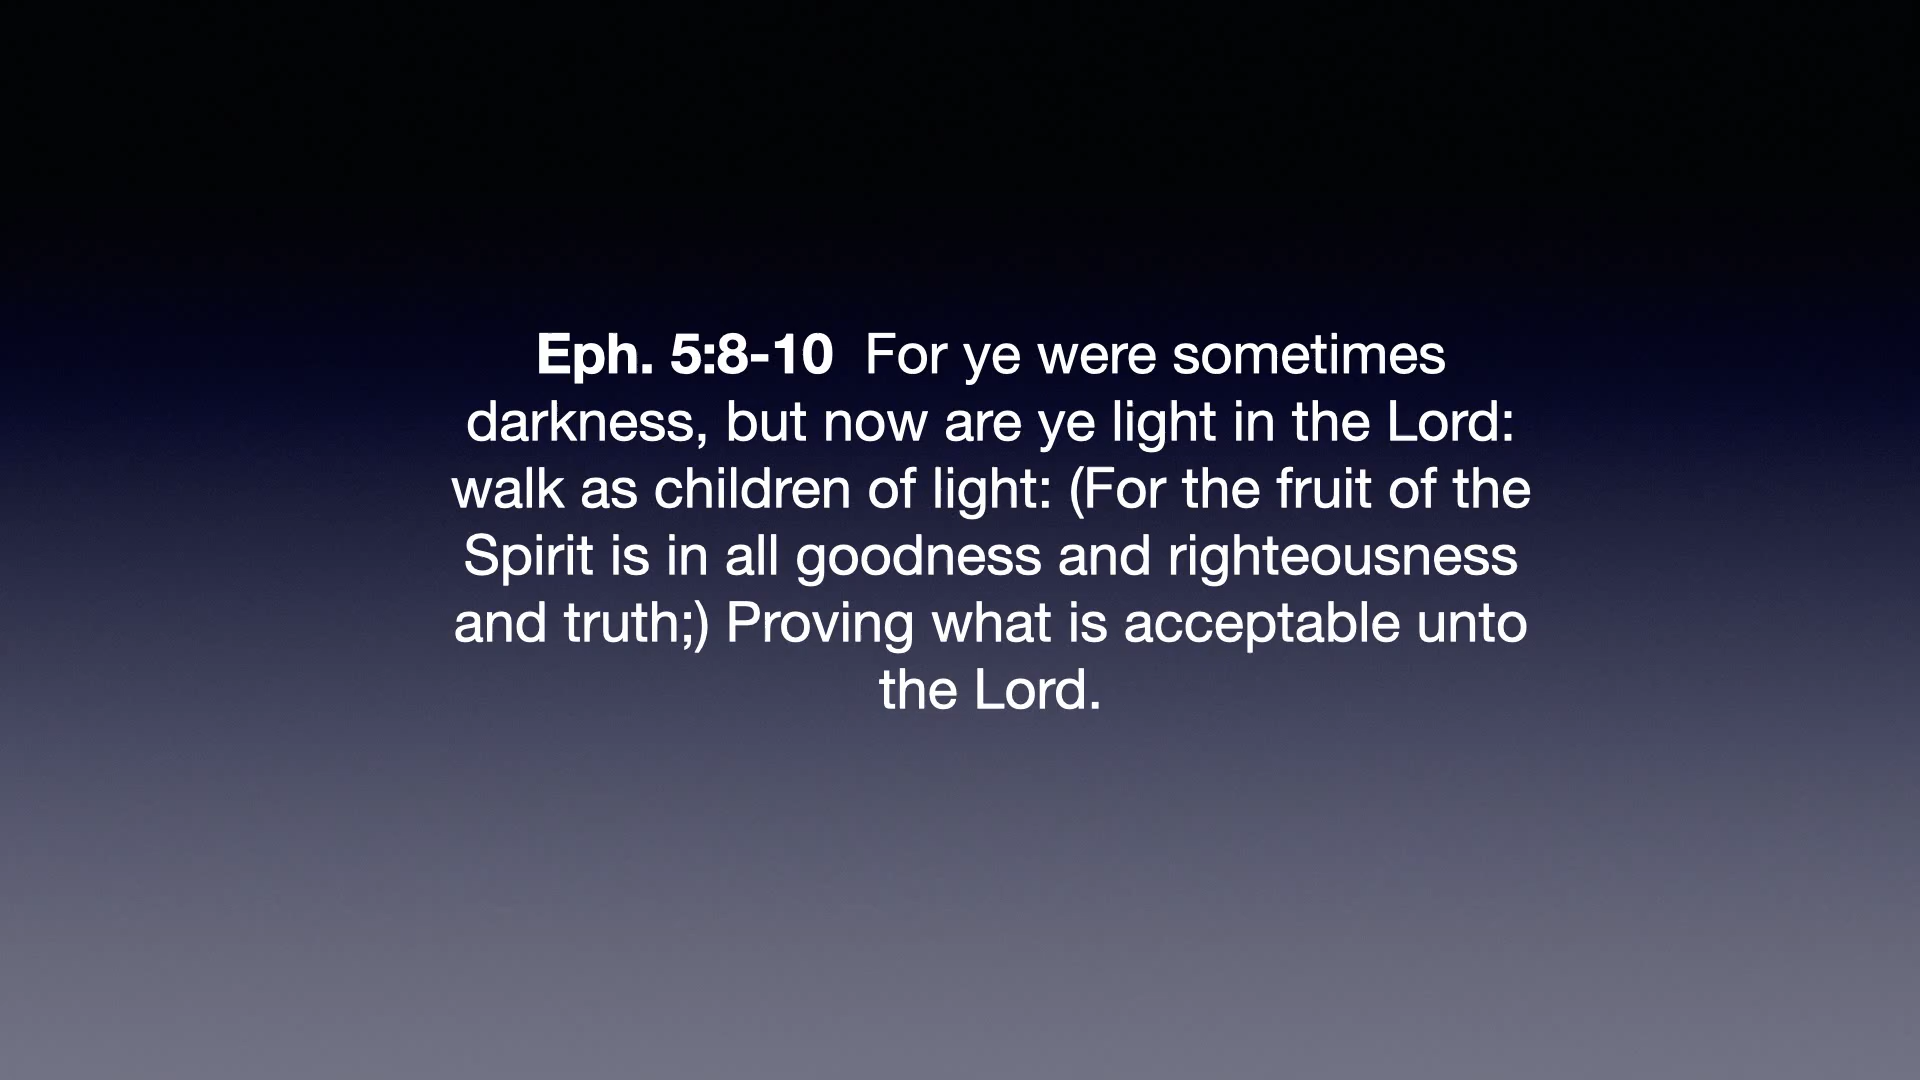 Eph. 5:8-10  For ye were sometimes
darkness, but now are ye light in the Lord:
walk as children of light: (For the fruit of the
Spirit is in all goodness and righteousness
and truth;) Proving what is acceptable unto
the Lord.